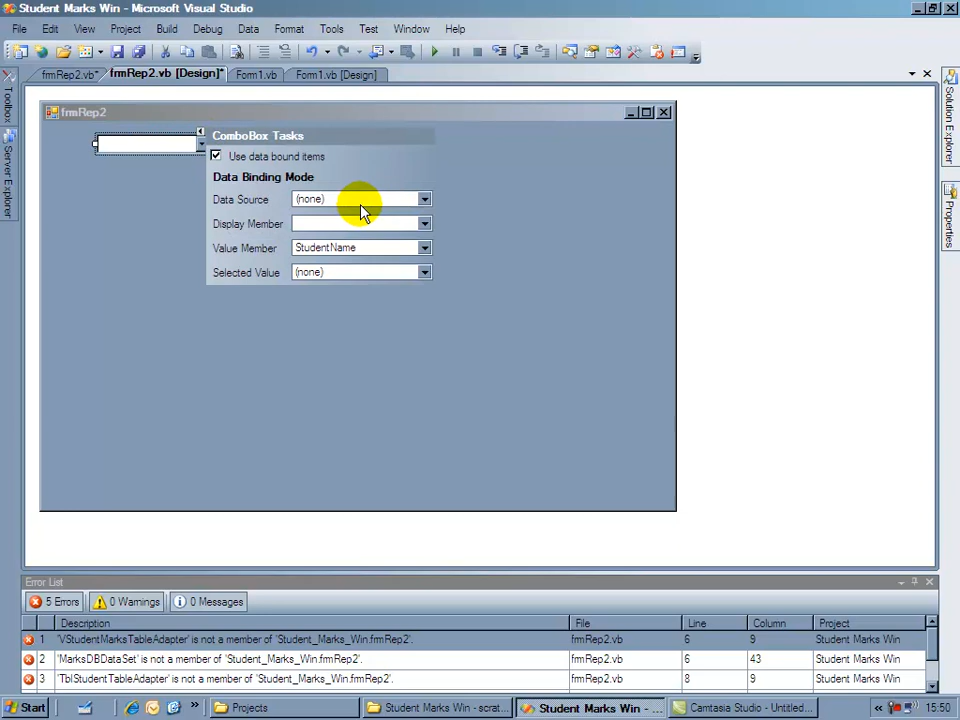 Student Marks Win - Microsoft Visual Studio
File Edit View Project Build Debug Data Format Tools Test Window Help
frmRep2.vb* frmRep2.vb [Design]* Form1.vb Form1.vb [Design]
Toolbox
Server Explorer
Solution Explorer
Properties
frmRep2
ComboBox Tasks
Use data bound items
Data Binding Mode
Data Source (none)
Display Member
Value Member StudentName
Selected Value (none)
Error List
5 Errors 0 Warnings 0 Messages
Description File Line Column Project
1 'VStudentMarksTableAdapter' is not a member of 'Student_Marks_Win.frmRep2'. frmRep2.vb 6 9 Student Marks Win
2 'MarksDBDataSet' is not a member of 'Student_Marks_Win.frmRep2'. frmRep2.vb 6 43 Student Marks Win
3 'TblStudentTableAdapter' is not a member of 'Student_Marks_Win.frmRep2'. frmRep2.vb 8 9 Student Marks Win
Start » Projects Student Marks Win - scrat... Student Marks Win - ... Camtasia Studio - Untitled... « 15:50